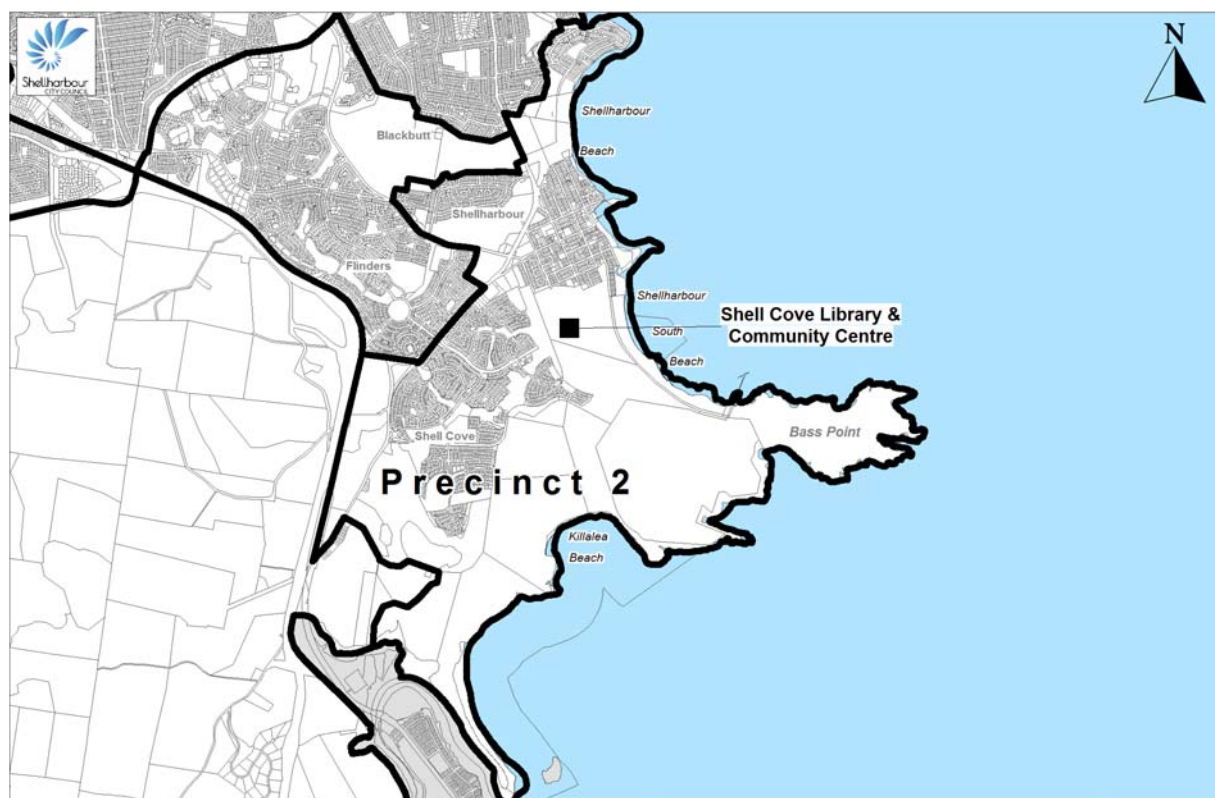 Shellharbour
CITY COUNCIL
N
Shellharbour
Beach
Blackbutt
Shellharbour
Flinders
Shellharbour
South
Beach
Shell Cove Library &
Community Centre
Bass Point
Shell Cove
Precinct 2
Killalea
Beach